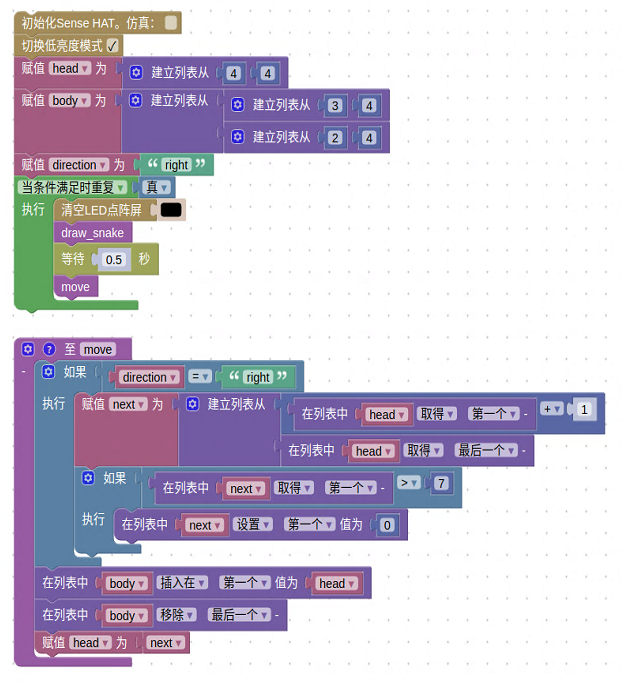 初始化Sense HAT。仿真：
切换低亮度模式
赋值 head 为 建立列表从 4 4
赋值 body 为 建立列表从 建立列表从 3 4
建立列表从 2 4
赋值 direction 为 “ right ”
当条件满足时重复 真
执行 清空LED点阵屏
draw_snake
等待 0.5 秒
move
? 至 move
- 如果 direction = “ right ”
执行 赋值 next 为 建立列表从 在列表中 head 取得 第一个 - + 1
在列表中 head 取得 最后一个 -
如果 在列表中 next 取得 第一个 - > 7
执行 在列表中 next 设置 第一个 值为 0
在列表中 body 插入在 第一个 值为 head
在列表中 body 移除 最后一个 -
赋值 head 为 next